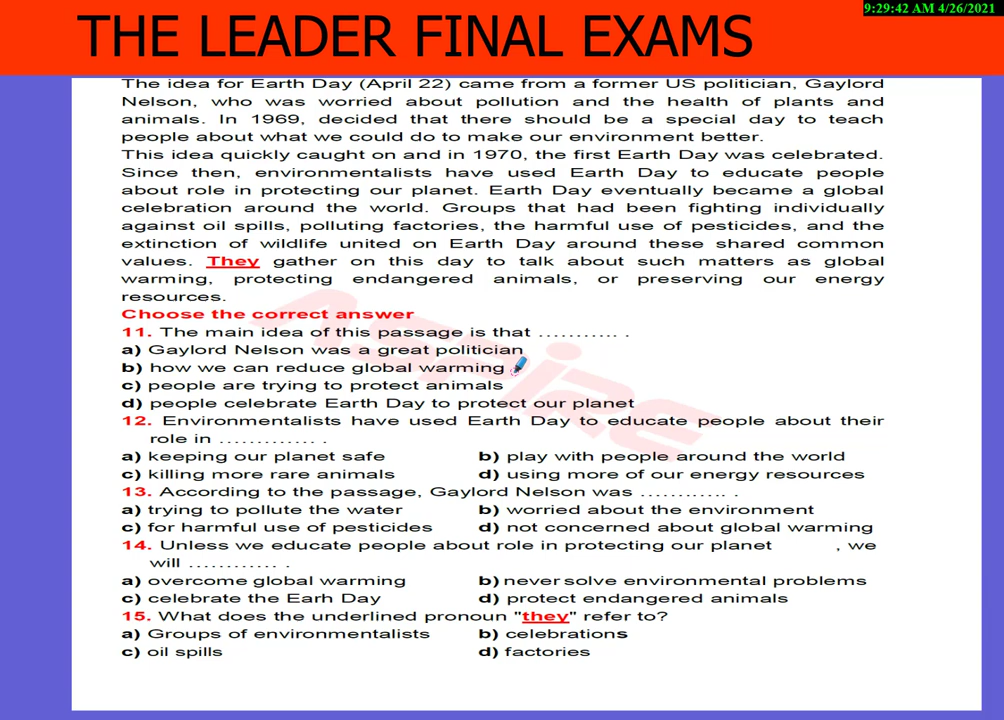 9:29:42 AM 4/26/2021
THE LEADER FINAL EXAMS
The idea for Earth Day (April 22) came from a former US politician, Gaylord
Nelson, who was worried about pollution and the health of plants and
animals. In 1969, decided that there should be a special day to teach
people about what we could do to make our environment better.
This idea quickly caught on and in 1970, the first Earth Day was celebrated.
Since then, environmentalists have used Earth Day to educate people
about role in protecting our planet. Earth Day eventually became a global
celebration around the world. Groups that had been fighting individually
against oil spills, polluting factories, the harmful use of pesticides, and the
extinction of wildlife united on Earth Day around these shared common
values. They gather on this day to talk about such matters as global
warming, protecting endangered animals, or preserving our energy
resources.
Choose the correct answer
11. The main idea of this passage is that ........... .
a) Gaylord Nelson was a great politician
b) how we can reduce global warming
c) people are trying to protect animals
d) people celebrate Earth Day to protect our planet
12. Environmentalists have used Earth Day to educate people about their
role in ............. .
a) keeping our planet safe b) play with people around the world
c) killing more rare animals d) using more of our energy resources
13. According to the passage, Gaylord Nelson was ............ .
a) trying to pollute the water b) worried about the environment
c) for harmful use of pesticides d) not concerned about global warming
14. Unless we educate people about role in protecting our planet , we
will ............ .
a) overcome global warming b) never solve environmental problems
c) celebrate the Earh Day d) protect endangered animals
15. What does the underlined pronoun "they" refer to?
a) Groups of environmentalists b) celebrations
c) oil spills d) factories
ASPIRE